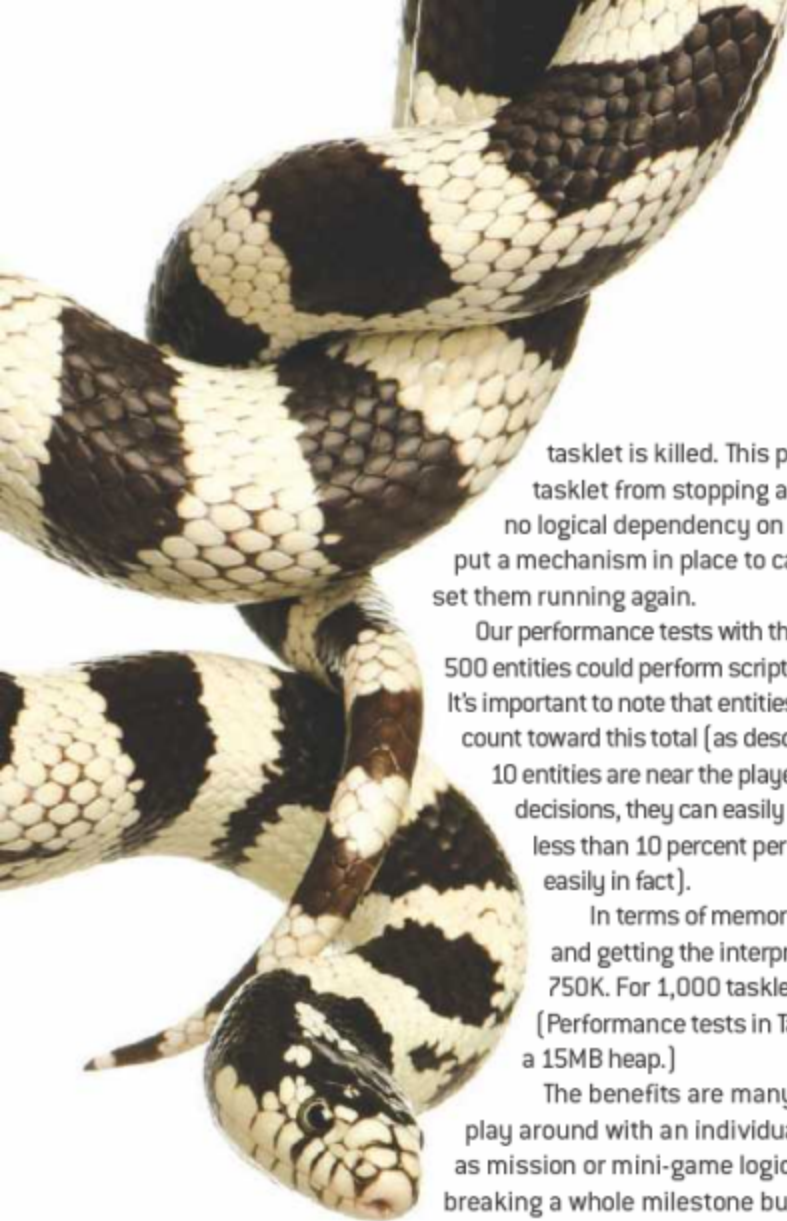 tasklet is killed. This p
tasklet from stopping a
no logical dependency on
put a mechanism in place to ca
set them running again.
Our performance tests with th
500 entities could perform script
It's important to note that entities
count toward this total (as desc
10 entities are near the playe
decisions, they can easily
less than 10 percent per
easily in fact).
In terms of memor
and getting the interpr
750K. For 1,000 taskle
(Performance tests in Ta
a 15MB heap.)
The benefits are many
play around with an individua
as mission or mini-game logic
breaking a whole milestone bu